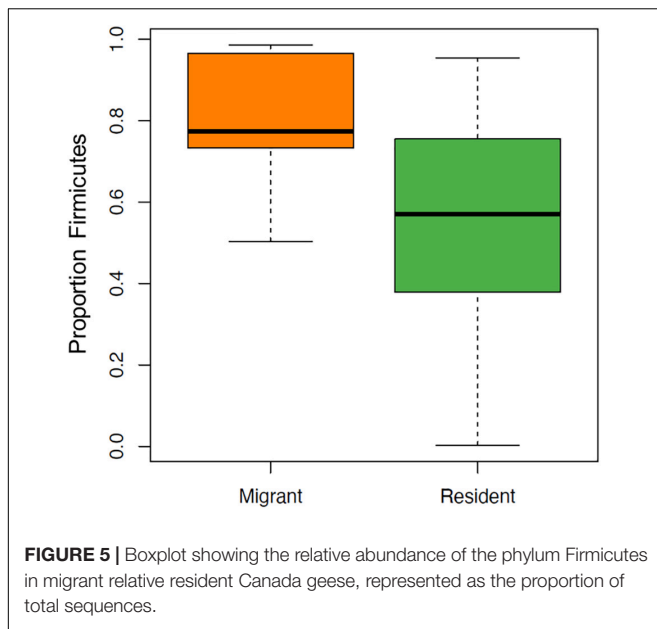 Proportion Firmicutes
1.0
0.8
0.6
0.4
0.2
0.0
Migrant Resident
FIGURE 5 | Boxplot showing the relative abundance of the phylum Firmicutes
in migrant relative resident Canada geese, represented as the proportion of
total sequences.